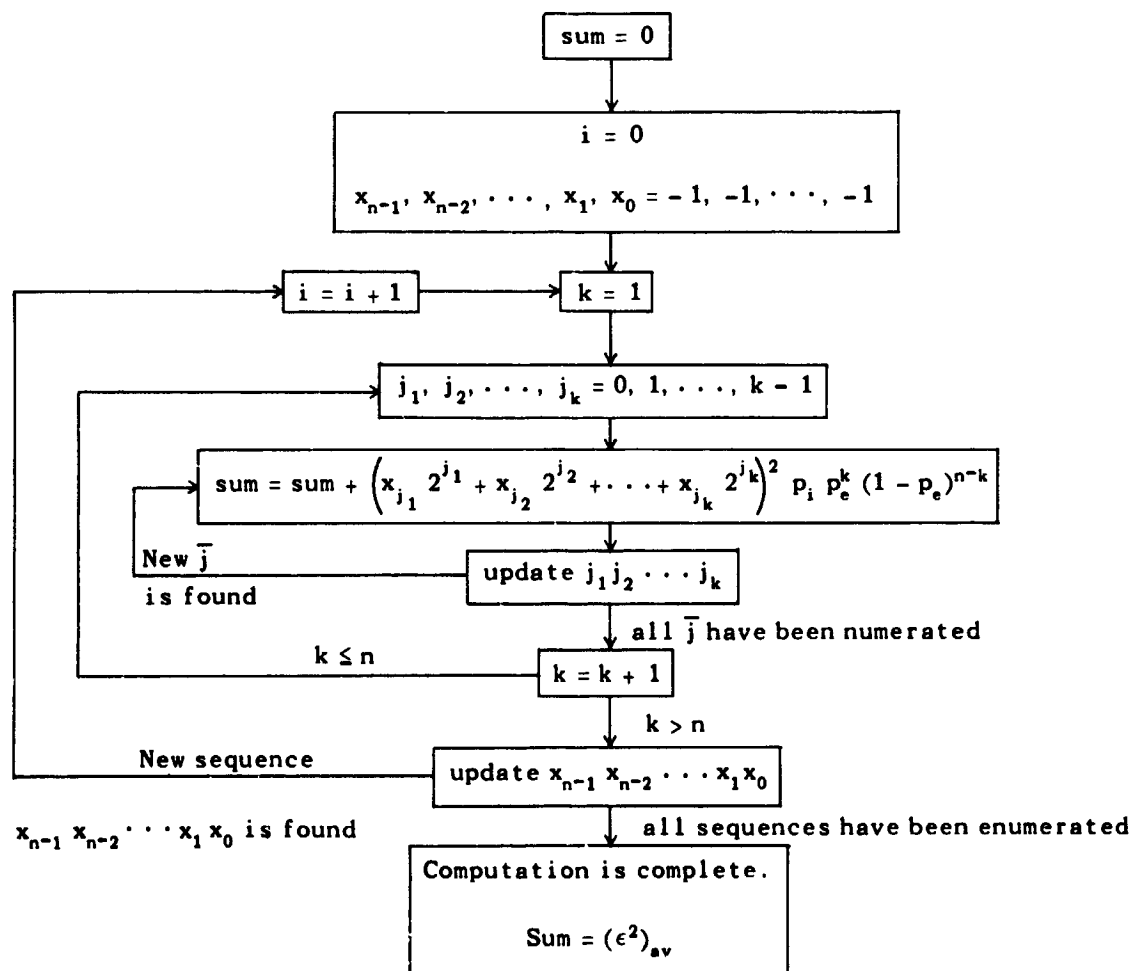 sum = 0
i = 0
x_{n-1}, x_{n-2}, · · · , x_1, x_0 = - 1, -1, · · · , -1
i = i + 1
k = 1
j_1, j_2, · · · , j_k = 0, 1, · · · , k - 1
sum = sum + (x_{j_1} 2^{j_1} + x_{j_2} 2^{j_2} + · · · + x_{j_k} 2^{j_k})^2 p_i p_e^k (1 - p_e)^{n-k}
New j̅
is found
update j_1 j_2 · · · j_k
all j̅ have been numerated
k ≤ n
k = k + 1
k > n
New sequence
update x_{n-1} x_{n-2} · · · x_1 x_0
x_{n-1} x_{n-2} · · · x_1 x_0 is found
all sequences have been enumerated
Computation is complete.
Sum = (ϵ^2)_{av}